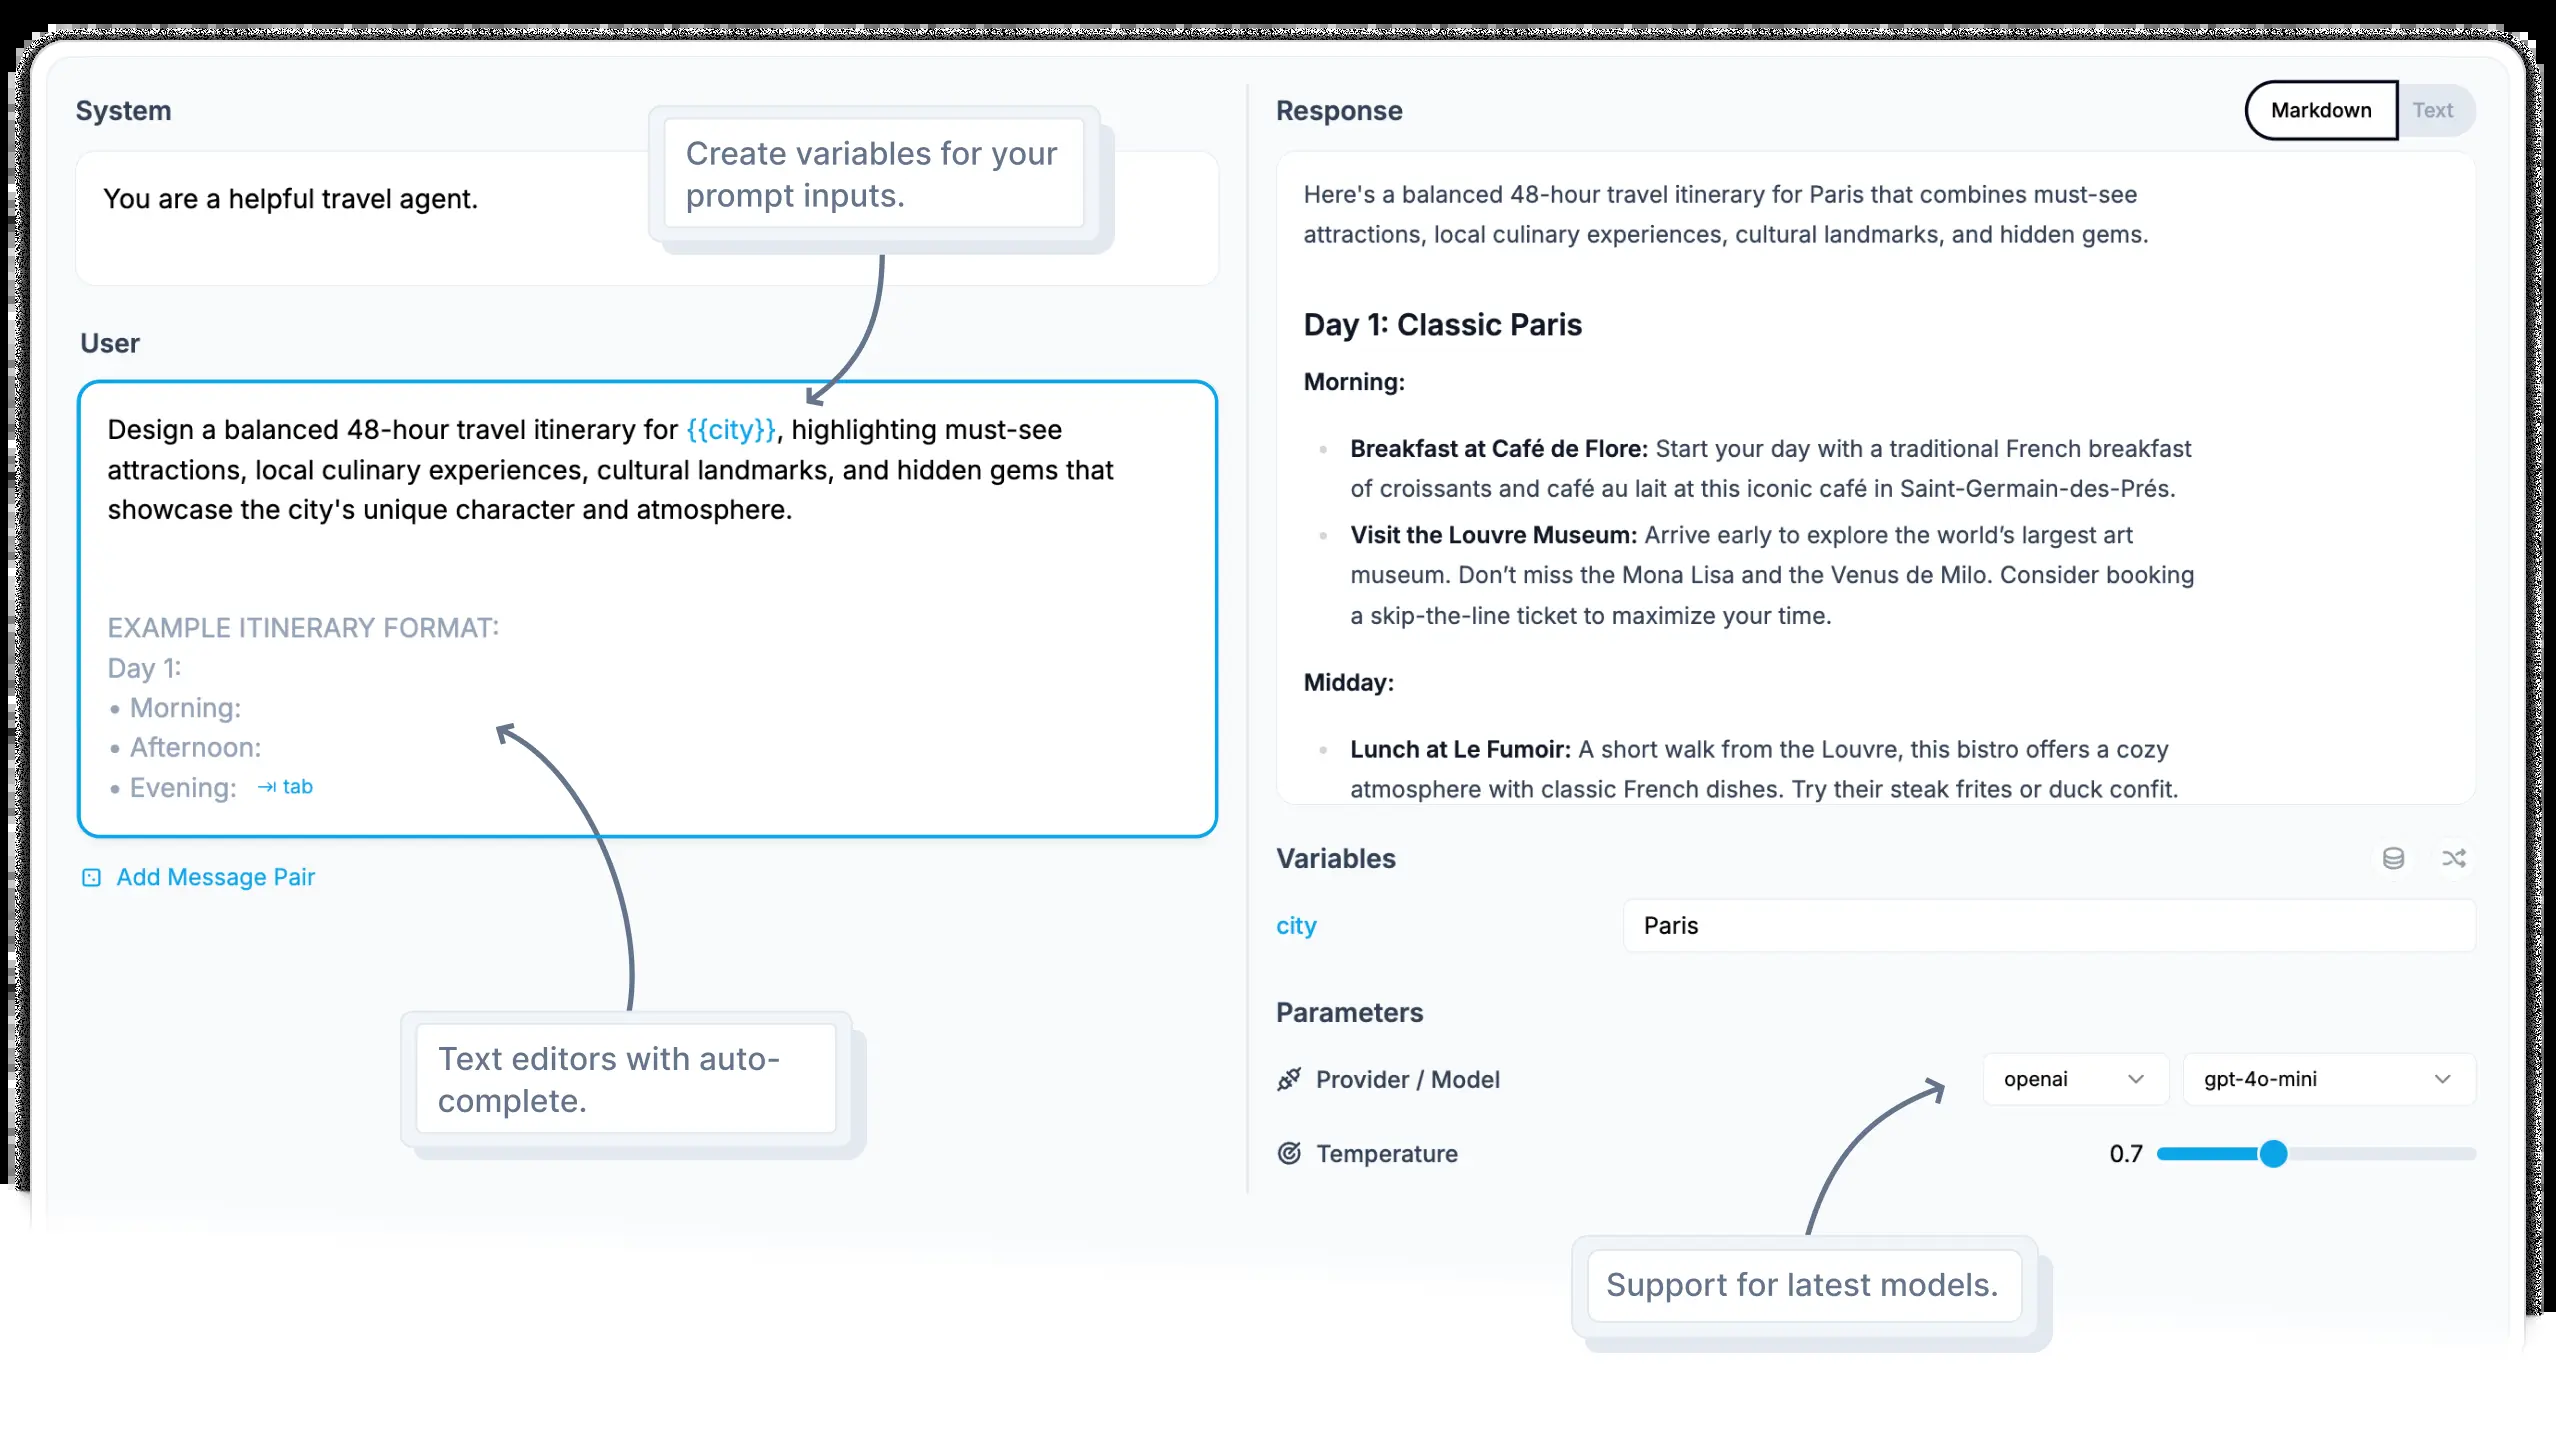 System
Create variables for your
prompt inputs.
You are a helpful travel agent.
User
Design a balanced 48-hour travel itinerary for {{city}}, highlighting must-see
attractions, local culinary experiences, cultural landmarks, and hidden gems that
showcase the city's unique character and atmosphere.
EXAMPLE ITINERARY FORMAT:
Day 1:
• Morning:
• Afternoon:
• Evening: tab
Add Message Pair
Text editors with auto-
complete.
Response
Markdown Text
Here's a balanced 48-hour travel itinerary for Paris that combines must-see
attractions, local culinary experiences, cultural landmarks, and hidden gems.
Day 1: Classic Paris
Morning:
• Breakfast at Café de Flore: Start your day with a traditional French breakfast
of croissants and café au lait at this iconic café in Saint-Germain-des-Prés.
• Visit the Louvre Museum: Arrive early to explore the world’s largest art
museum. Don’t miss the Mona Lisa and the Venus de Milo. Consider booking
a skip-the-line ticket to maximize your time.
Midday:
• Lunch at Le Fumoir: A short walk from the Louvre, this bistro offers a cozy
atmosphere with classic French dishes. Try their steak frites or duck confit.
Variables
city Paris
Parameters
Provider / Model openai gpt-4o-mini
Temperature 0.7
Support for latest models.